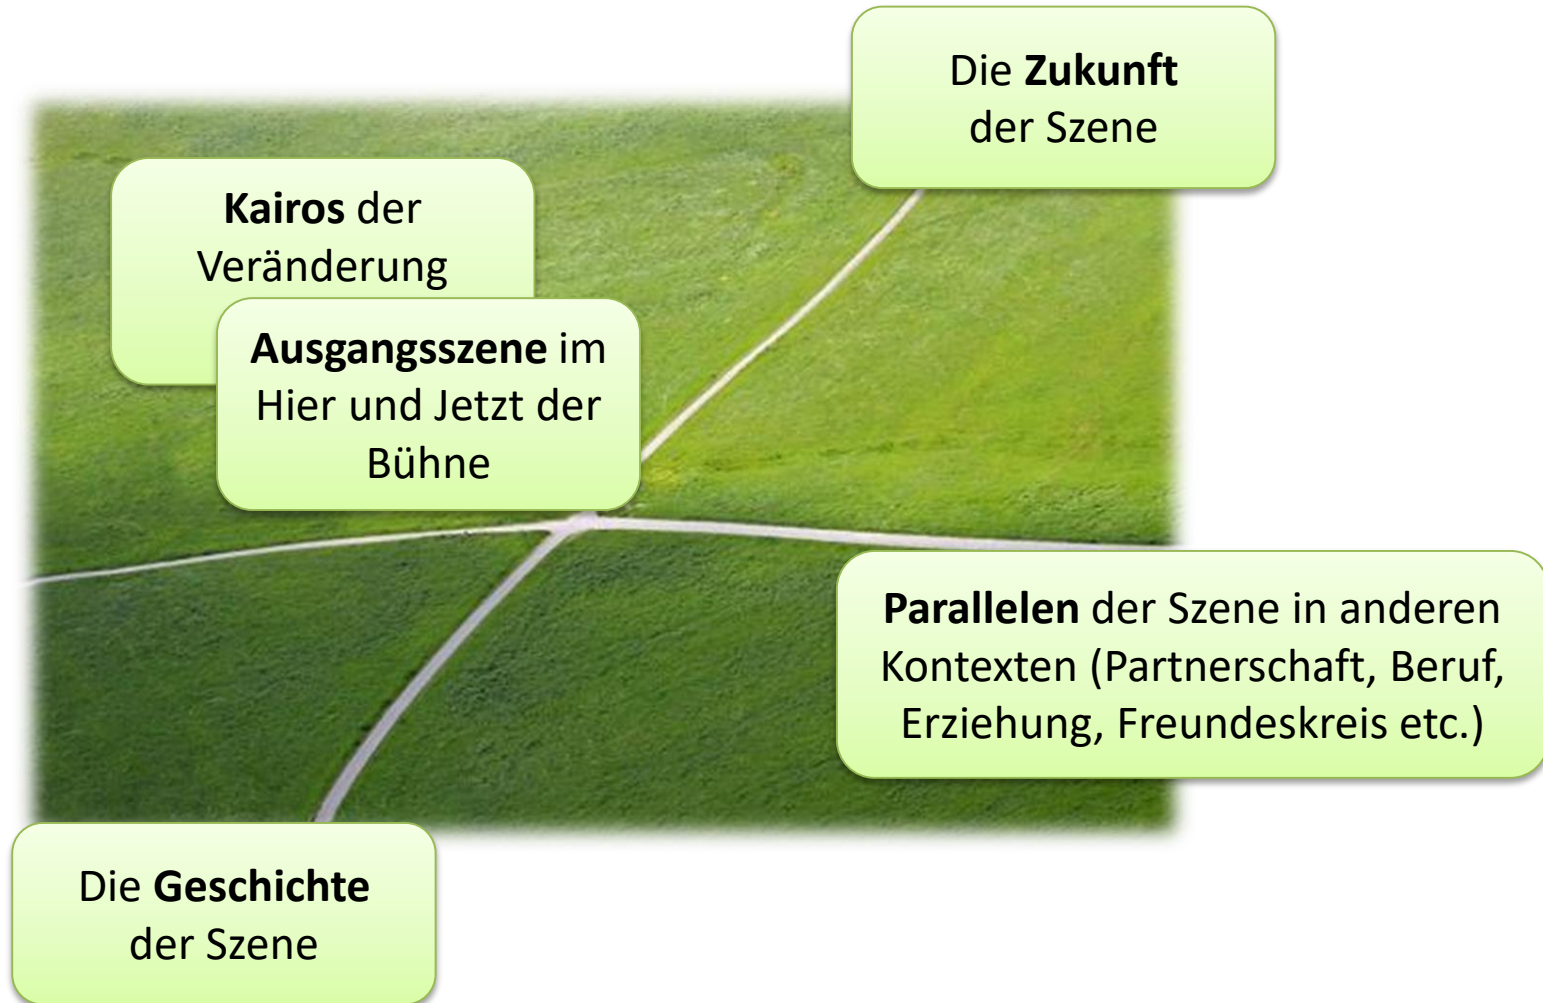 Die Zukunft
der Szene
Kairos der
Veränderung
Ausgangsszene im
Hier und Jetzt der
Bühne
Parallelen der Szene in anderen
Kontexten (Partnerschaft, Beruf,
Erziehung, Freundeskreis etc.)
Die Geschichte
der Szene